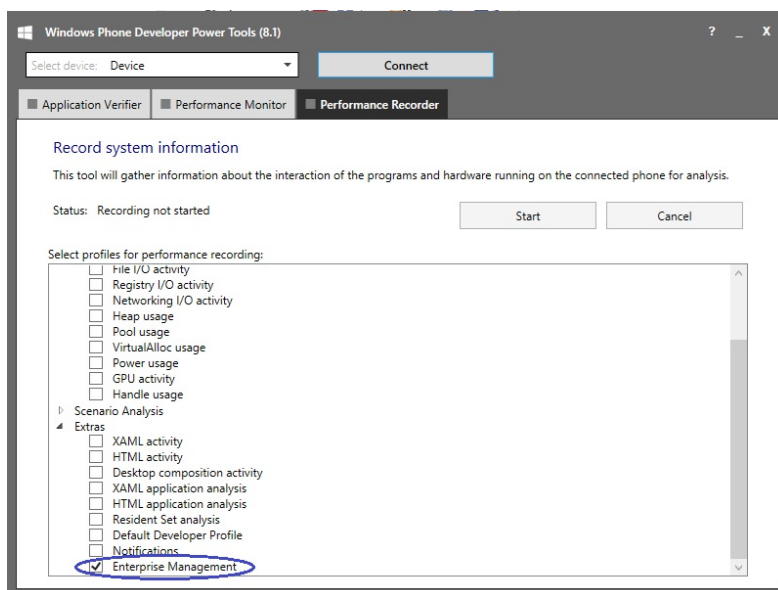 Windows Phone Developer Power Tools (8.1) ? _ X
Select device: Device Connect
Application Verifier Performance Monitor Performance Recorder
Record system information
This tool will gather information about the interaction of the programs and hardware running on the connected phone for analysis.
Status: Recording not started Start Cancel
Select profiles for performance recording:
File I/O activity
Registry I/O activity
Networking I/O activity
Heap usage
Pool usage
VirtualAlloc usage
Power usage
GPU activity
Handle usage
Scenario Analysis
Extras
XAML activity
HTML activity
Desktop composition activity
XAML application analysis
HTML application analysis
Resident Set analysis
Default Developer Profile
Notifications
Enterprise Management